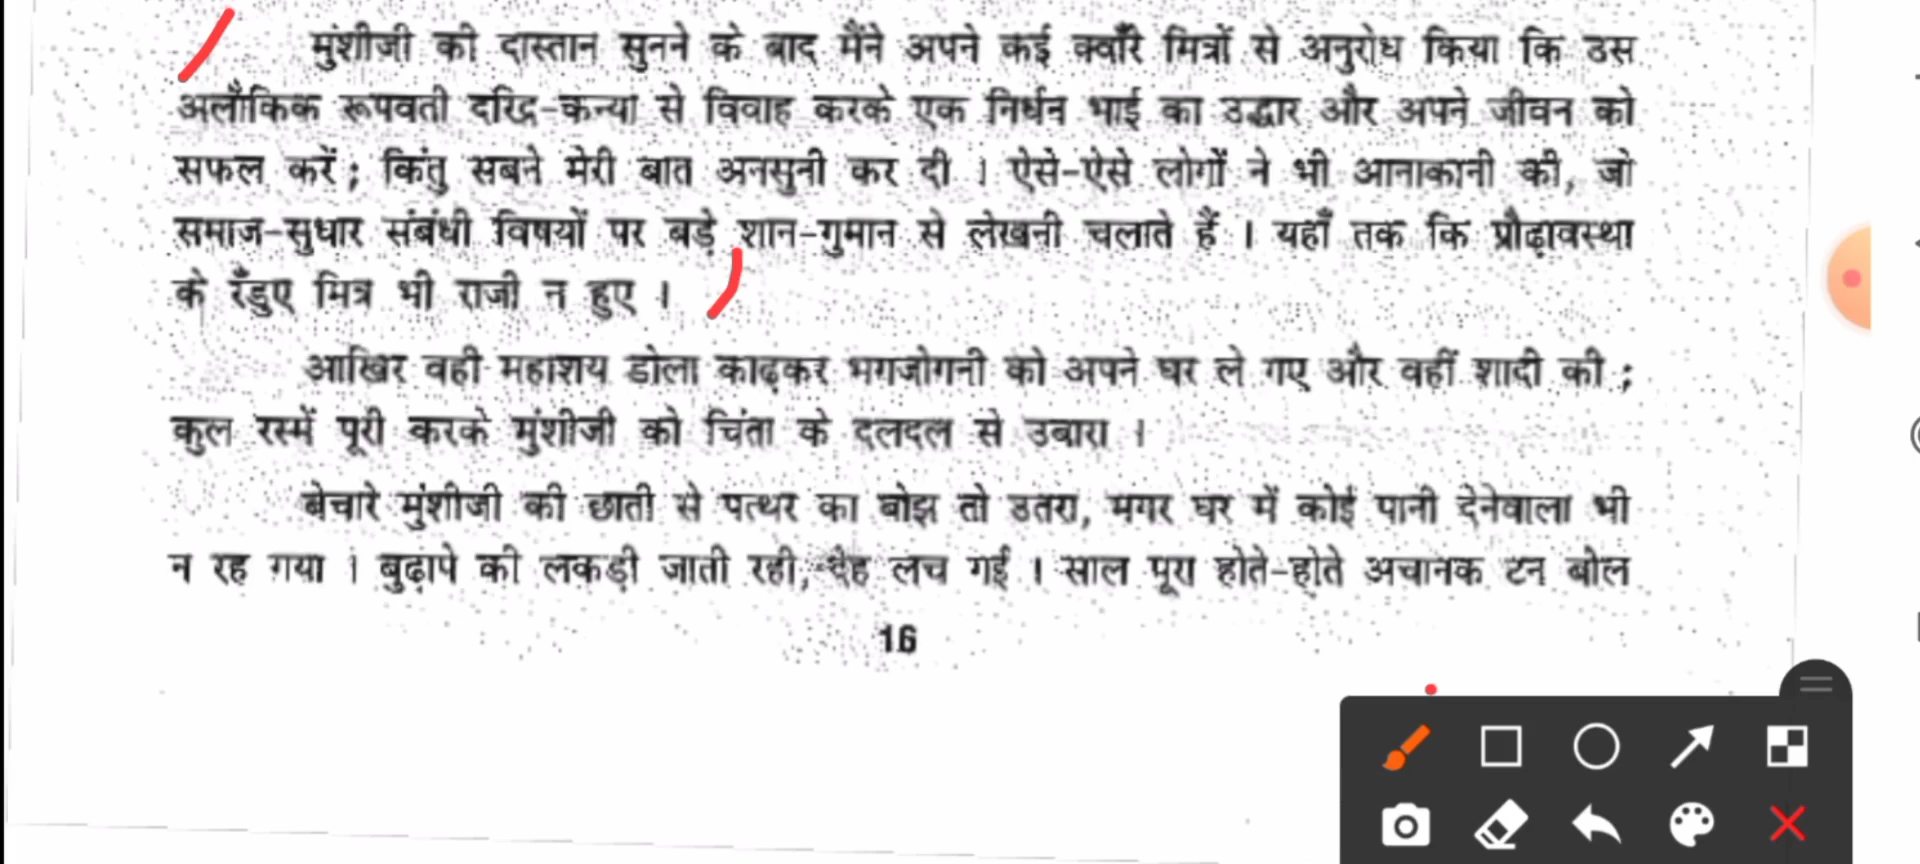 मुंशीजी की दास्तान सुनने के बाद मैंने अपने कई क्वाँरे मित्रों से अनुरोध किया कि उस
अलौकिक रूपवती दरिद्र-कन्या से विवाह करके एक निर्धन भाई का उद्धार और अपने जीवन को
सफल करें; किंतु सबने मेरी बात अनसुनी कर दी । ऐसे-ऐसे लोगों ने भी आनाकानी की, जो
समाज-सुधार संबंधी विषयों पर बड़े शान-गुमान से लेखनी चलाते हैं । यहाँ तक कि प्रौढ़ावस्था
के रँडुए मित्र भी राजी न हुए ।
आखिर वही महाशय डोला काढ़कर भगजोगनी को अपने घर ले गए और वहीं शादी की ;
कुल रस्में पूरी करके मुंशीजी को चिंता के दलदल से उबारा ।
बेचारे मुंशीजी की छाती से पत्थर का बोझ तो उतरा, मगर घर में कोई पानी देनेवाला भी
न रह गया । बुढ़ापे की लकड़ी जाती रही, देह लच गई । साल पूरा होते-होते अचानक टन बोल
16